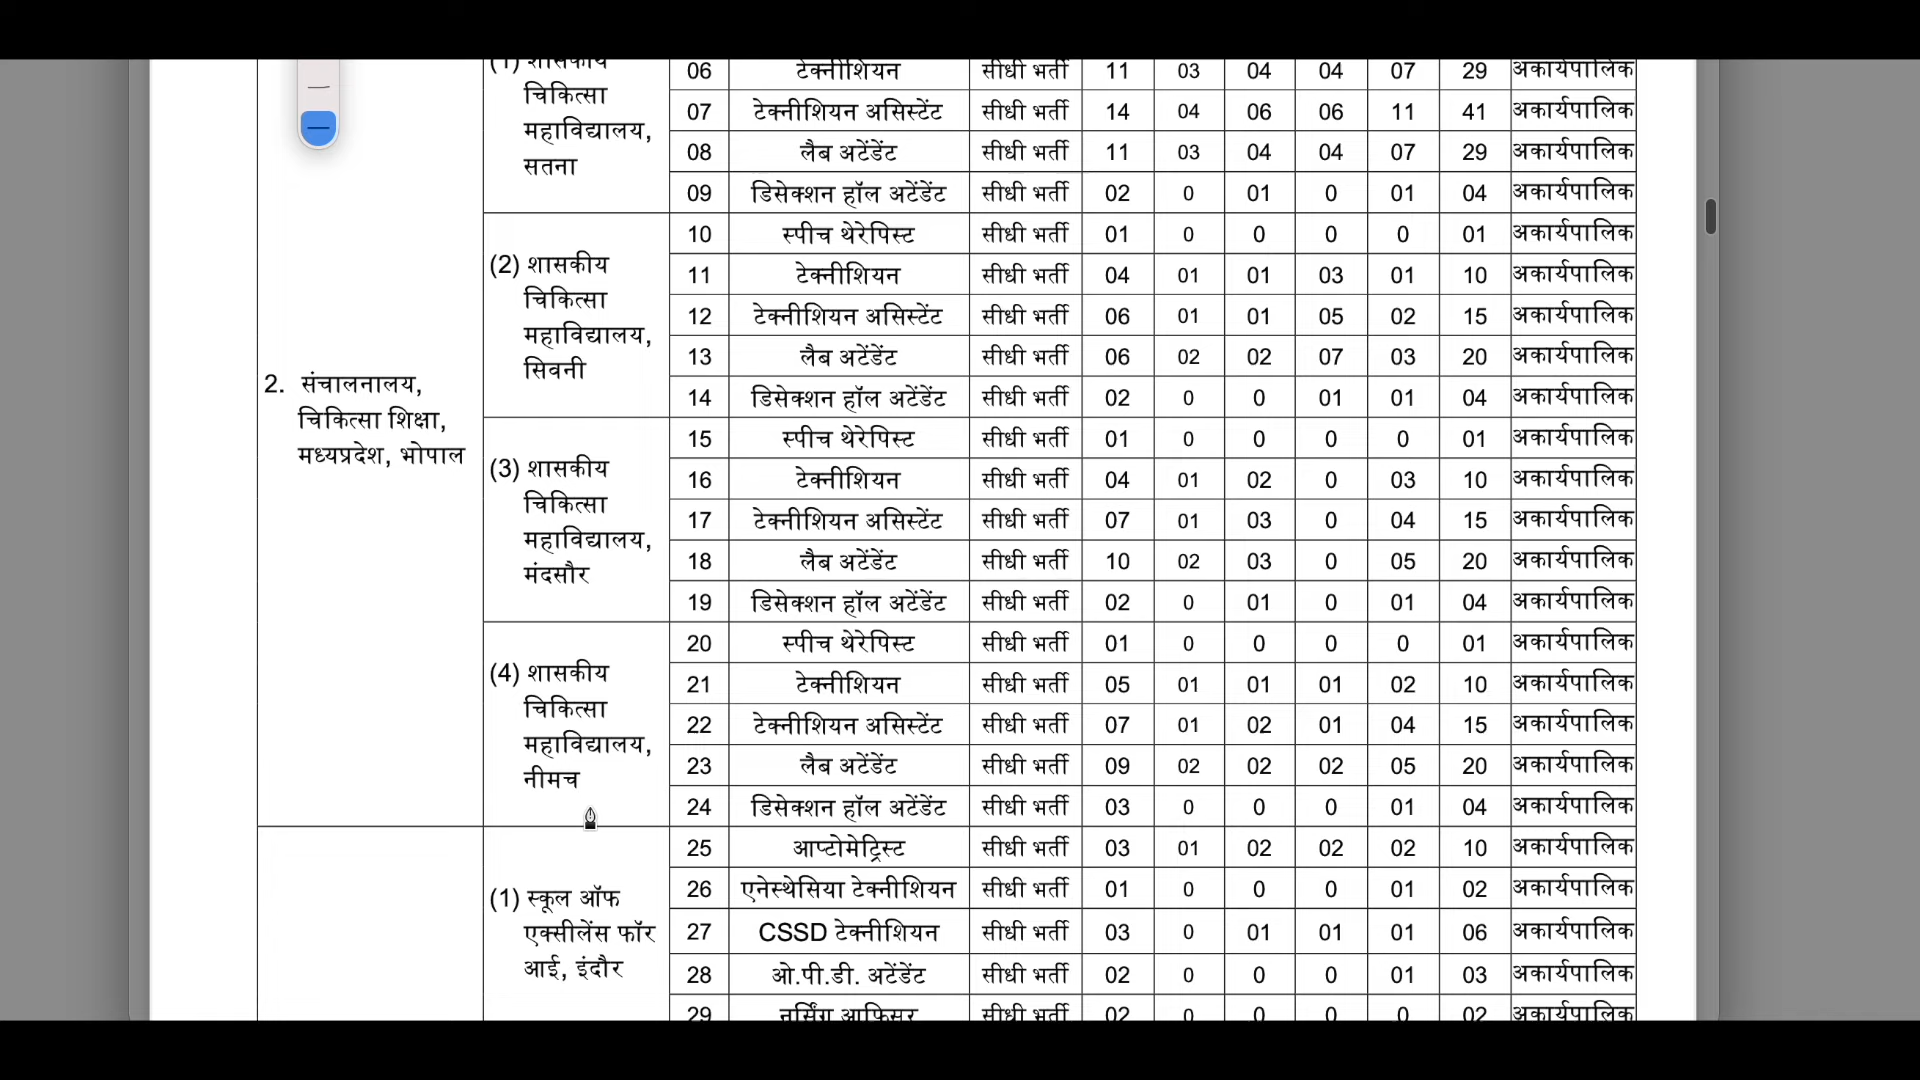 (1) शासकीय
चिकित्सा
महाविद्यालय,
सतना
06 टेक्नीशियन सीधी भर्ती 11 03 04 04 07 29 अकार्यपालिक
07 टेक्नीशियन असिस्टेंट सीधी भर्ती 14 04 06 06 11 41 अकार्यपालिक
08 लैब अटेंडेंट सीधी भर्ती 11 03 04 04 07 29 अकार्यपालिक
09 डिसेक्शन हॉल अटेंडेंट सीधी भर्ती 02 0 01 0 01 04 अकार्यपालिक
2. संचालनालय,
चिकित्सा शिक्षा,
मध्यप्रदेश, भोपाल
(2) शासकीय
चिकित्सा
महाविद्यालय,
सिवनी
10 स्पीच थेरेपिस्ट सीधी भर्ती 01 0 0 0 0 01 अकार्यपालिक
11 टेक्नीशियन सीधी भर्ती 04 01 01 03 01 10 अकार्यपालिक
12 टेक्नीशियन असिस्टेंट सीधी भर्ती 06 01 01 05 02 15 अकार्यपालिक
13 लैब अटेंडेंट सीधी भर्ती 06 02 02 07 03 20 अकार्यपालिक
14 डिसेक्शन हॉल अटेंडेंट सीधी भर्ती 02 0 0 01 01 04 अकार्यपालिक
(3) शासकीय
चिकित्सा
महाविद्यालय,
मंदसौर
15 स्पीच थेरेपिस्ट सीधी भर्ती 01 0 0 0 0 01 अकार्यपालिक
16 टेक्नीशियन सीधी भर्ती 04 01 02 0 03 10 अकार्यपालिक
17 टेक्नीशियन असिस्टेंट सीधी भर्ती 07 01 03 0 04 15 अकार्यपालिक
18 लैब अटेंडेंट सीधी भर्ती 10 02 03 0 05 20 अकार्यपालिक
19 डिसेक्शन हॉल अटेंडेंट सीधी भर्ती 02 0 01 0 01 04 अकार्यपालिक
(4) शासकीय
चिकित्सा
महाविद्यालय,
नीमच
20 स्पीच थेरेपिस्ट सीधी भर्ती 01 0 0 0 0 01 अकार्यपालिक
21 टेक्नीशियन सीधी भर्ती 05 01 01 01 02 10 अकार्यपालिक
22 टेक्नीशियन असिस्टेंट सीधी भर्ती 07 01 02 01 04 15 अकार्यपालिक
23 लैब अटेंडेंट सीधी भर्ती 09 02 02 02 05 20 अकार्यपालिक
24 डिसेक्शन हॉल अटेंडेंट सीधी भर्ती 03 0 0 0 01 04 अकार्यपालिक
(1) स्कूल ऑफ
एक्सीलेंस फॉर
आई, इंदौर
25 आप्टोमेट्रिस्ट सीधी भर्ती 03 01 02 02 02 10 अकार्यपालिक
26 एनेस्थेसिया टेक्नीशियन सीधी भर्ती 01 0 0 0 01 02 अकार्यपालिक
27 CSSD टेक्नीशियन सीधी भर्ती 03 0 01 01 01 06 अकार्यपालिक
28 ओ.पी.डी. अटेंडेंट सीधी भर्ती 02 0 0 0 01 03 अकार्यपालिक
29 नर्सिंग आफिसर सीधी भर्ती 02 0 0 0 0 02 अकार्यपालिक